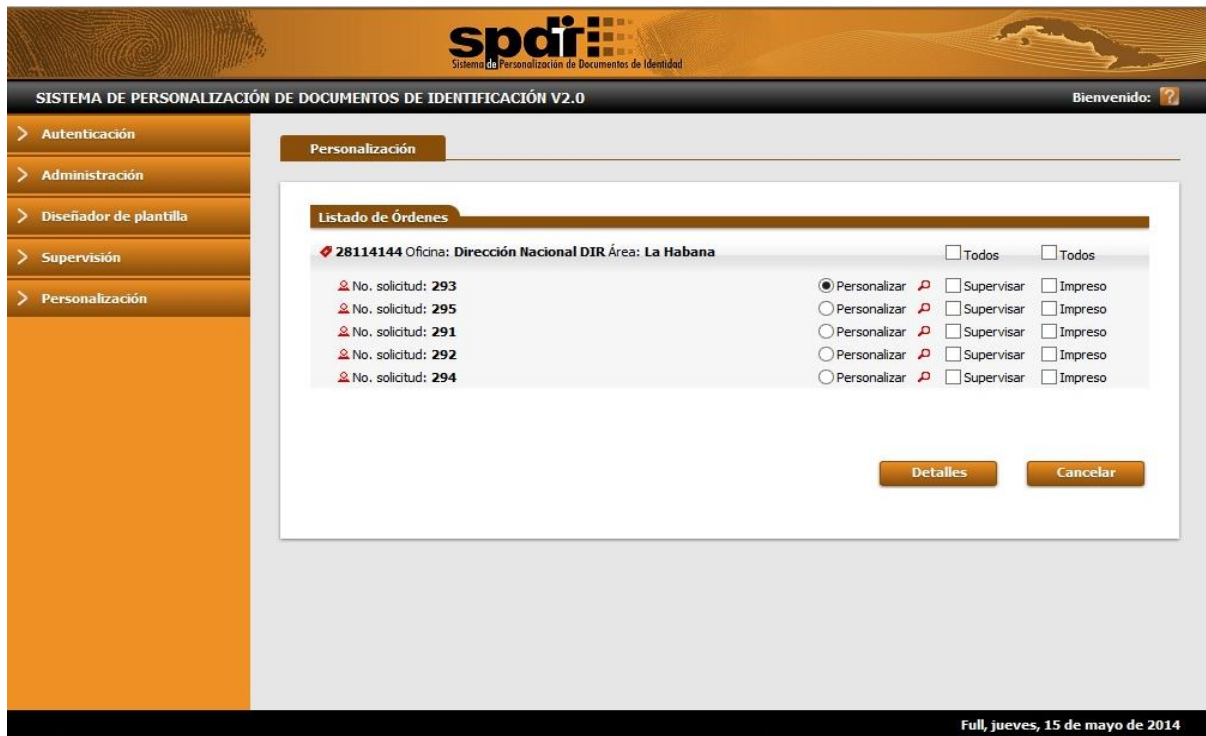 spdi
Sistema de Personalización de Documentos de Identidad
SISTEMA DE PERSONALIZACIÓN DE DOCUMENTOS DE IDENTIFICACIÓN V2.0 Bienvenido: ?
Autenticación
Administración
Diseñador de plantilla
Supervisión
Personalización
Personalización
Listado de Órdenes
28114144 Oficina: Dirección Nacional DIR Área: La Habana Todos Todos
No. solicitud: 293 Personalizar Supervisar Impreso
No. solicitud: 295 Personalizar Supervisar Impreso
No. solicitud: 291 Personalizar Supervisar Impreso
No. solicitud: 292 Personalizar Supervisar Impreso
No. solicitud: 294 Personalizar Supervisar Impreso
Detalles Cancelar
Full, jueves, 15 de mayo de 2014